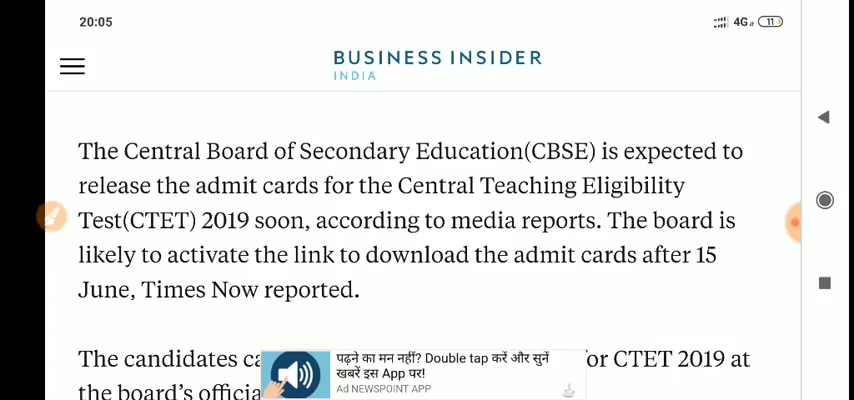 20:05
4G
11
BUSINESS INSIDER
INDIA
The Central Board of Secondary Education(CBSE) is expected to
release the admit cards for the Central Teaching Eligibility
Test(CTET) 2019 soon, according to media reports. The board is
likely to activate the link to download the admit cards after 15
June, Times Now reported.
The candidates ca
or CTET 2019 at
the board's officia
पढ़ने का मन नहीं? Double tap करें और सुनें
खबरें इस App पर!
Ad NEWSPOINT APP